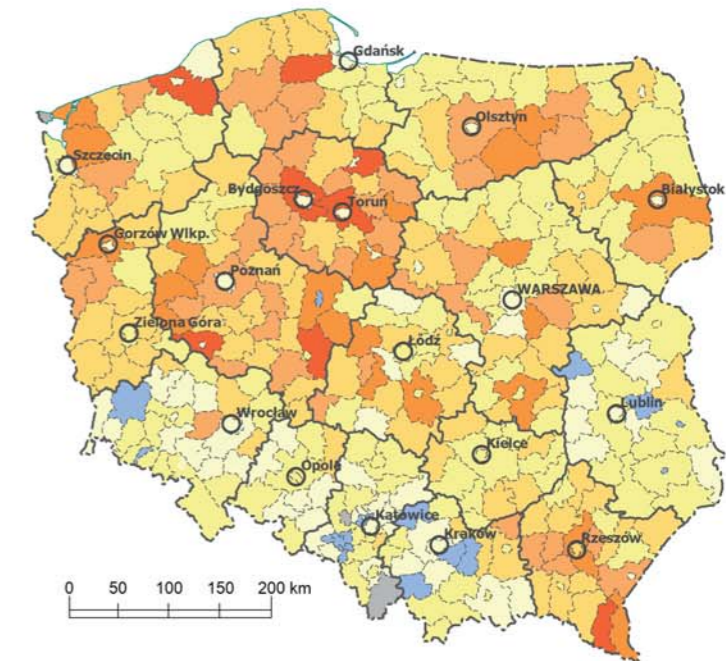 Gdańsk
Olsztyn
Szczecin
Bydgoszcz
Toruń
Białystok
Gorzów Wlkp.
Poznań
WARSZAWA
Zielona Góra
Łódź
Lublin
Wrocław
Kielce
Opole
Katowice
Kraków
Rzeszów
0 50 100 150 200 km